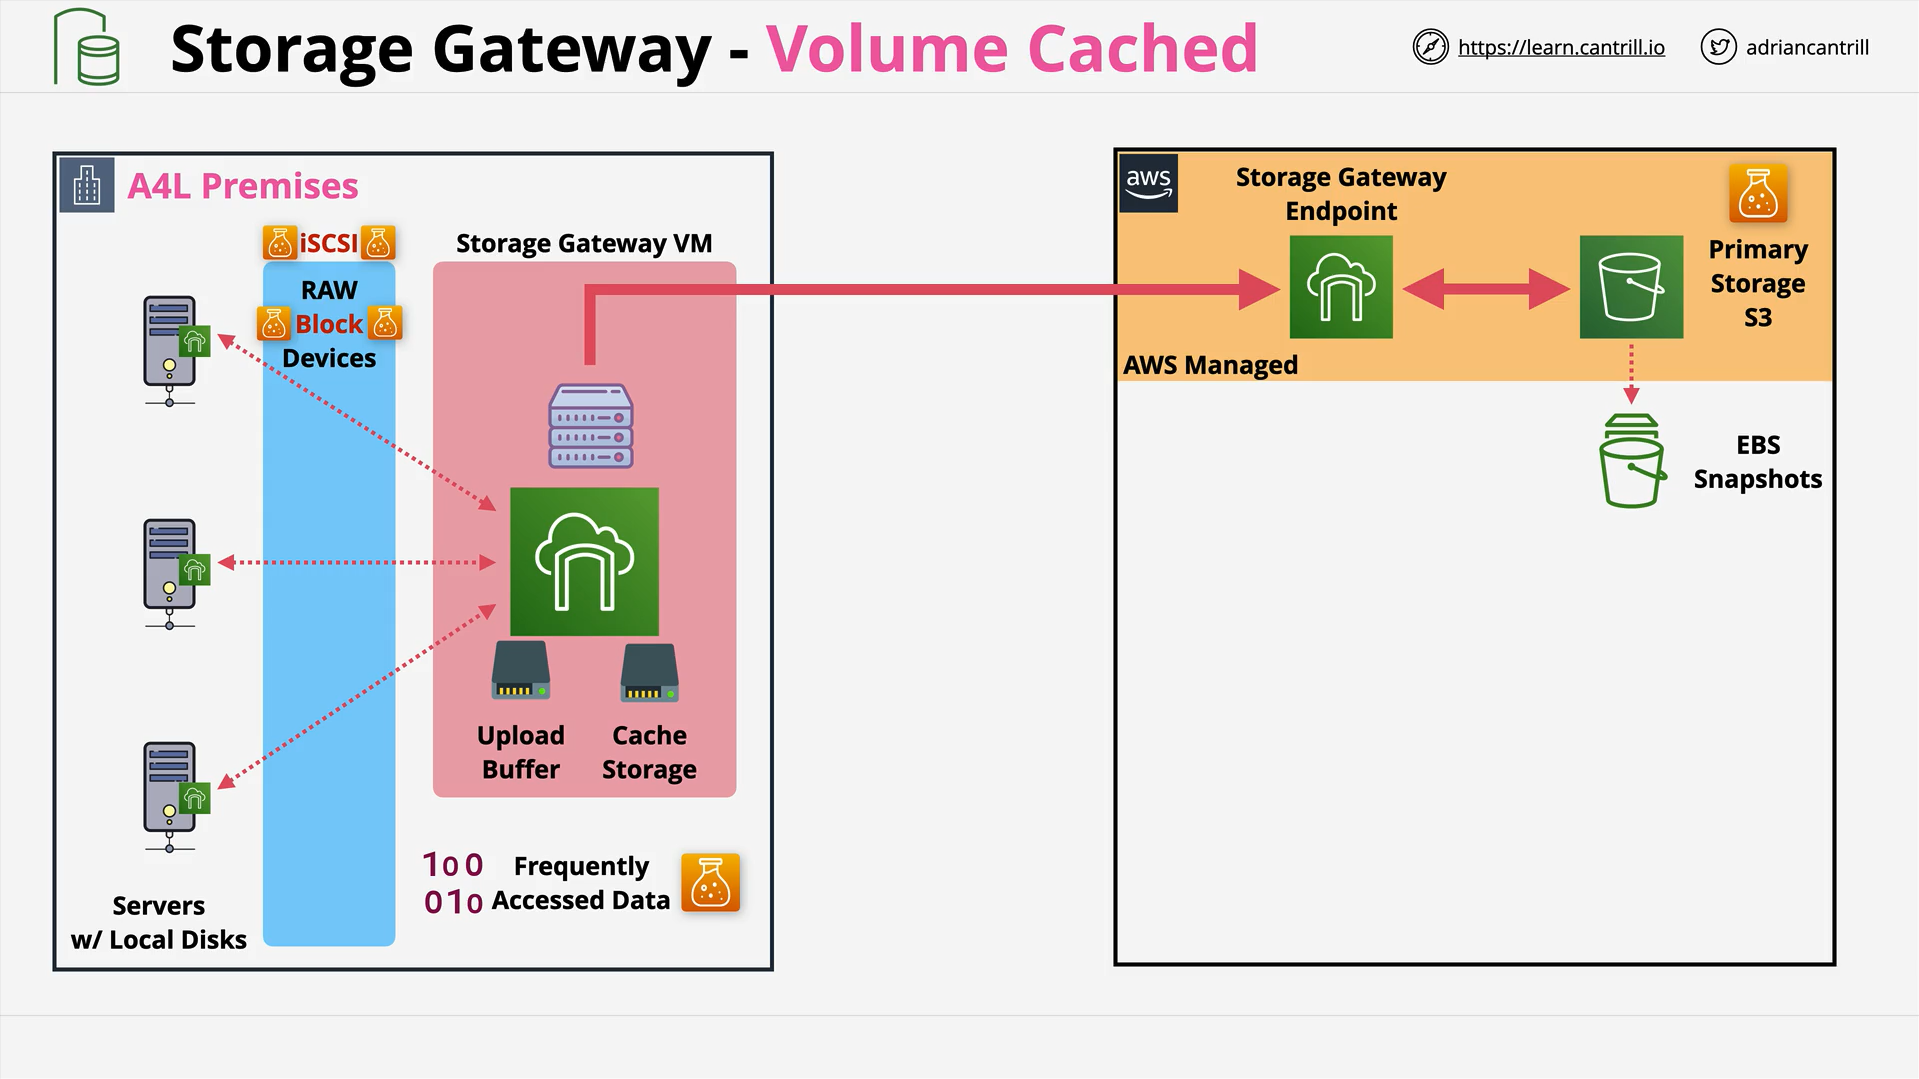 Storage Gateway - Volume Cached
https://learn.cantrill.io
adriancantrill
A4L Premises
iSCSI
RAW
Block
Devices
Storage Gateway VM
Upload
Buffer
Cache
Storage
100
010
Frequently
Accessed Data
Servers
w/ Local Disks
aws
Storage Gateway
Endpoint
Primary
Storage
S3
AWS Managed
EBS
Snapshots